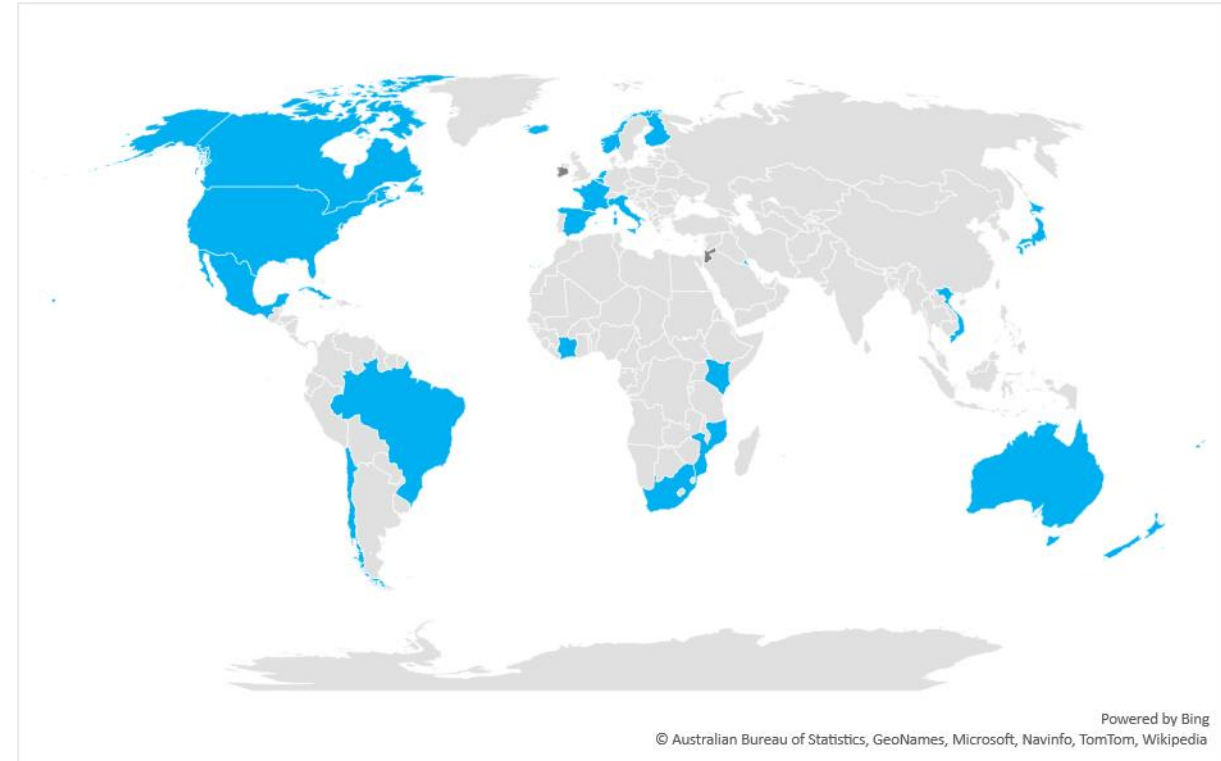 Powered by Bing
© Australian Bureau of Statistics, GeoNames, Microsoft, Navinfo, TomTom, Wikipedia